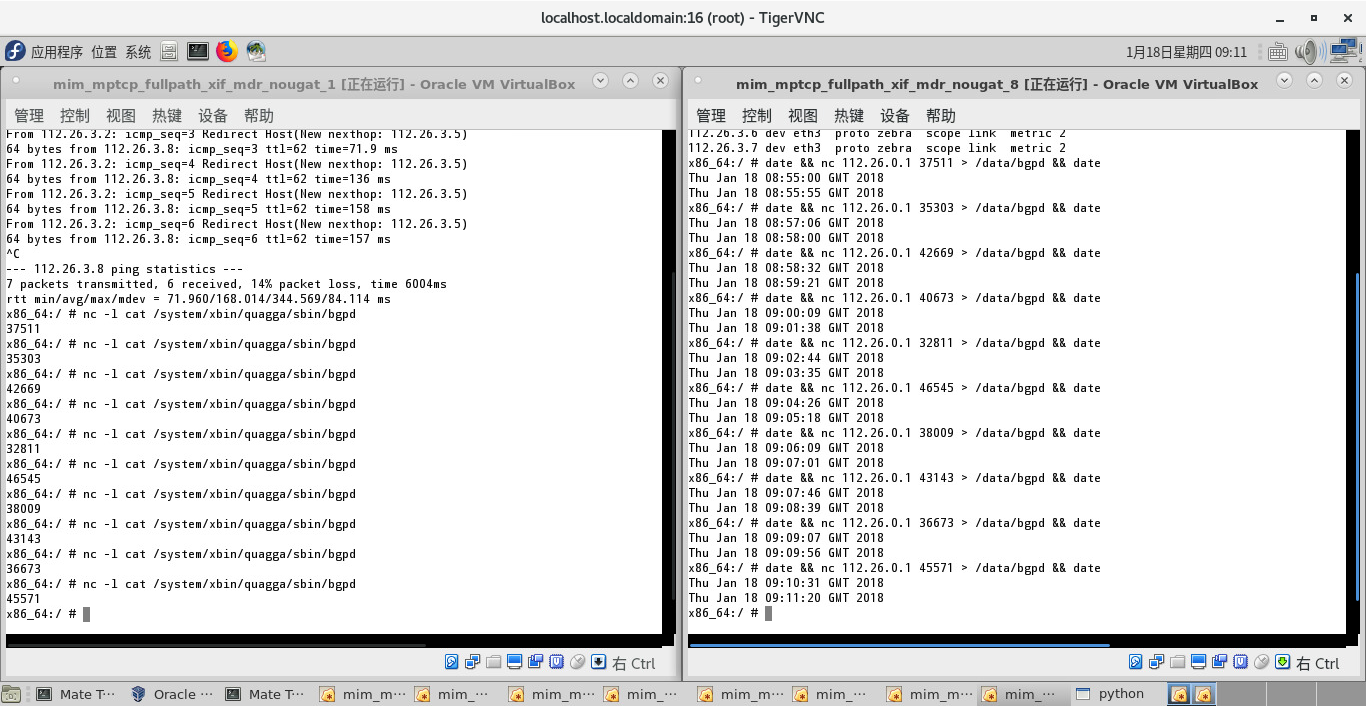 localhost.localdomain:16 (root) - TigerVNC
应用程序 位置 系统
1月18日星期四 09:11
mim_mptcp_fullpath_xif_mdr_nougat_1 [正在运行] - Oracle VM VirtualBox
管理 控制 视图 热键 设备 帮助
From 112.26.3.2: icmp_seq=3 Redirect Host(New nexthop: 112.26.3.5)
64 bytes from 112.26.3.8: icmp_seq=3 ttl=62 time=71.9 ms
From 112.26.3.2: icmp_seq=4 Redirect Host(New nexthop: 112.26.3.5)
64 bytes from 112.26.3.8: icmp_seq=4 ttl=62 time=136 ms
From 112.26.3.2: icmp_seq=5 Redirect Host(New nexthop: 112.26.3.5)
64 bytes from 112.26.3.8: icmp_seq=5 ttl=62 time=158 ms
From 112.26.3.2: icmp_seq=6 Redirect Host(New nexthop: 112.26.3.5)
64 bytes from 112.26.3.8: icmp_seq=6 ttl=62 time=157 ms
^C
--- 112.26.3.8 ping statistics ---
7 packets transmitted, 6 received, 14% packet loss, time 6004ms
rtt min/avg/max/mdev = 71.960/168.014/344.569/84.114 ms
x86_64:/ # nc -l cat /system/xbin/quagga/sbin/bgpd
37511
x86_64:/ # nc -l cat /system/xbin/quagga/sbin/bgpd
35303
x86_64:/ # nc -l cat /system/xbin/quagga/sbin/bgpd
42669
x86_64:/ # nc -l cat /system/xbin/quagga/sbin/bgpd
40673
x86_64:/ # nc -l cat /system/xbin/quagga/sbin/bgpd
32811
x86_64:/ # nc -l cat /system/xbin/quagga/sbin/bgpd
46545
x86_64:/ # nc -l cat /system/xbin/quagga/sbin/bgpd
38009
x86_64:/ # nc -l cat /system/xbin/quagga/sbin/bgpd
43143
x86_64:/ # nc -l cat /system/xbin/quagga/sbin/bgpd
36673
x86_64:/ # nc -l cat /system/xbin/quagga/sbin/bgpd
45571
x86_64:/ #
右 Ctrl
mim_mptcp_fullpath_xif_mdr_nougat_8 [正在运行] - Oracle VM VirtualBox
管理 控制 视图 热键 设备 帮助
112.26.3.6 dev eth3 proto zebra scope link metric 2
112.26.3.7 dev eth3 proto zebra scope link metric 2
x86_64:/ # date && nc 112.26.0.1 37511 > /data/bgpd && date
Thu Jan 18 08:55:00 GMT 2018
Thu Jan 18 08:55:55 GMT 2018
x86_64:/ # date && nc 112.26.0.1 35303 > /data/bgpd && date
Thu Jan 18 08:57:06 GMT 2018
Thu Jan 18 08:58:00 GMT 2018
x86_64:/ # date && nc 112.26.0.1 42669 > /data/bgpd && date
Thu Jan 18 08:58:32 GMT 2018
Thu Jan 18 08:59:21 GMT 2018
x86_64:/ # date && nc 112.26.0.1 40673 > /data/bgpd && date
Thu Jan 18 09:00:09 GMT 2018
Thu Jan 18 09:01:38 GMT 2018
x86_64:/ # date && nc 112.26.0.1 32811 > /data/bgpd && date
Thu Jan 18 09:02:44 GMT 2018
Thu Jan 18 09:03:35 GMT 2018
x86_64:/ # date && nc 112.26.0.1 46545 > /data/bgpd && date
Thu Jan 18 09:04:26 GMT 2018
Thu Jan 18 09:05:18 GMT 2018
x86_64:/ # date && nc 112.26.0.1 38009 > /data/bgpd && date
Thu Jan 18 09:06:09 GMT 2018
Thu Jan 18 09:07:01 GMT 2018
x86_64:/ # date && nc 112.26.0.1 43143 > /data/bgpd && date
Thu Jan 18 09:07:46 GMT 2018
Thu Jan 18 09:08:39 GMT 2018
x86_64:/ # date && nc 112.26.0.1 36673 > /data/bgpd && date
Thu Jan 18 09:09:07 GMT 2018
Thu Jan 18 09:09:56 GMT 2018
x86_64:/ # date && nc 112.26.0.1 45571 > /data/bgpd && date
Thu Jan 18 09:10:31 GMT 2018
Thu Jan 18 09:11:20 GMT 2018
x86_64:/ #
右 Ctrl
Mate T⋯ Oracle ⋯ Mate T⋯ mim_m⋯ mim_⋯ mim_m⋯ mim_⋯ mim_m⋯ mim_⋯ mim_m⋯ mim_⋯ python